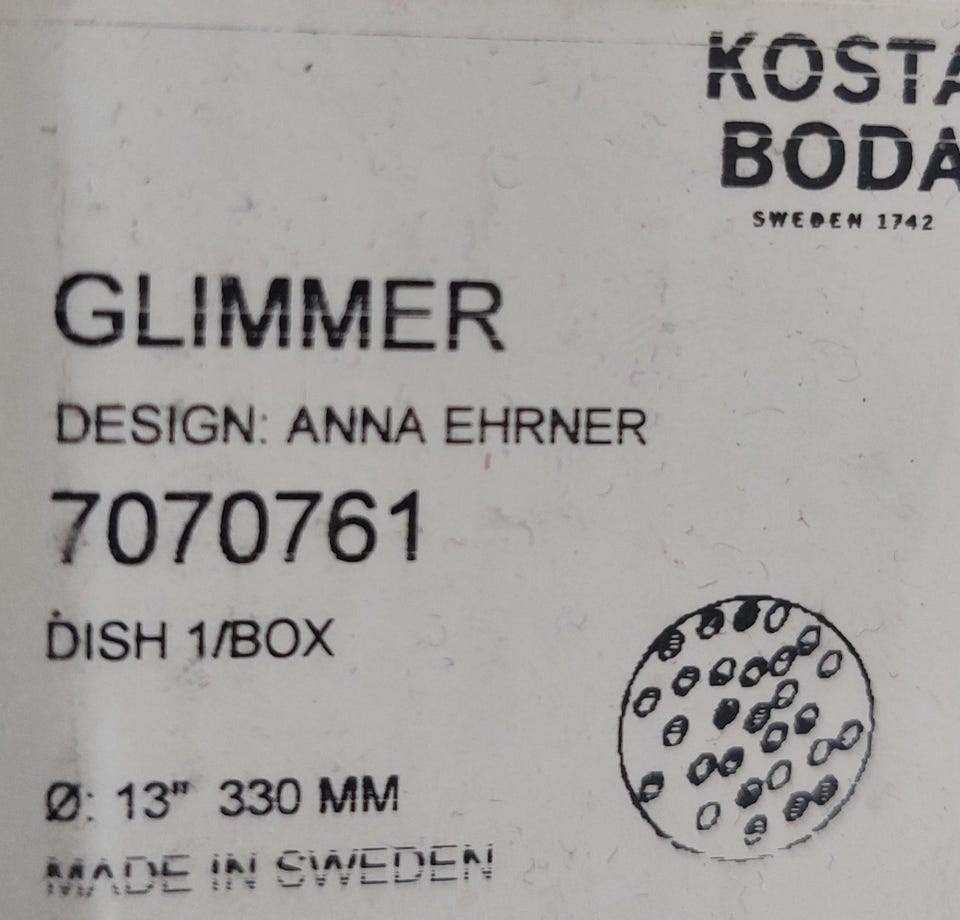 KOSTA
BODA
SWEDEN 1742
GLIMMER
DESIGN: ANNA EHRNER
7070761
DISH 1/BOX
Ø: 13" 330 MM
MADE IN SWEDEN